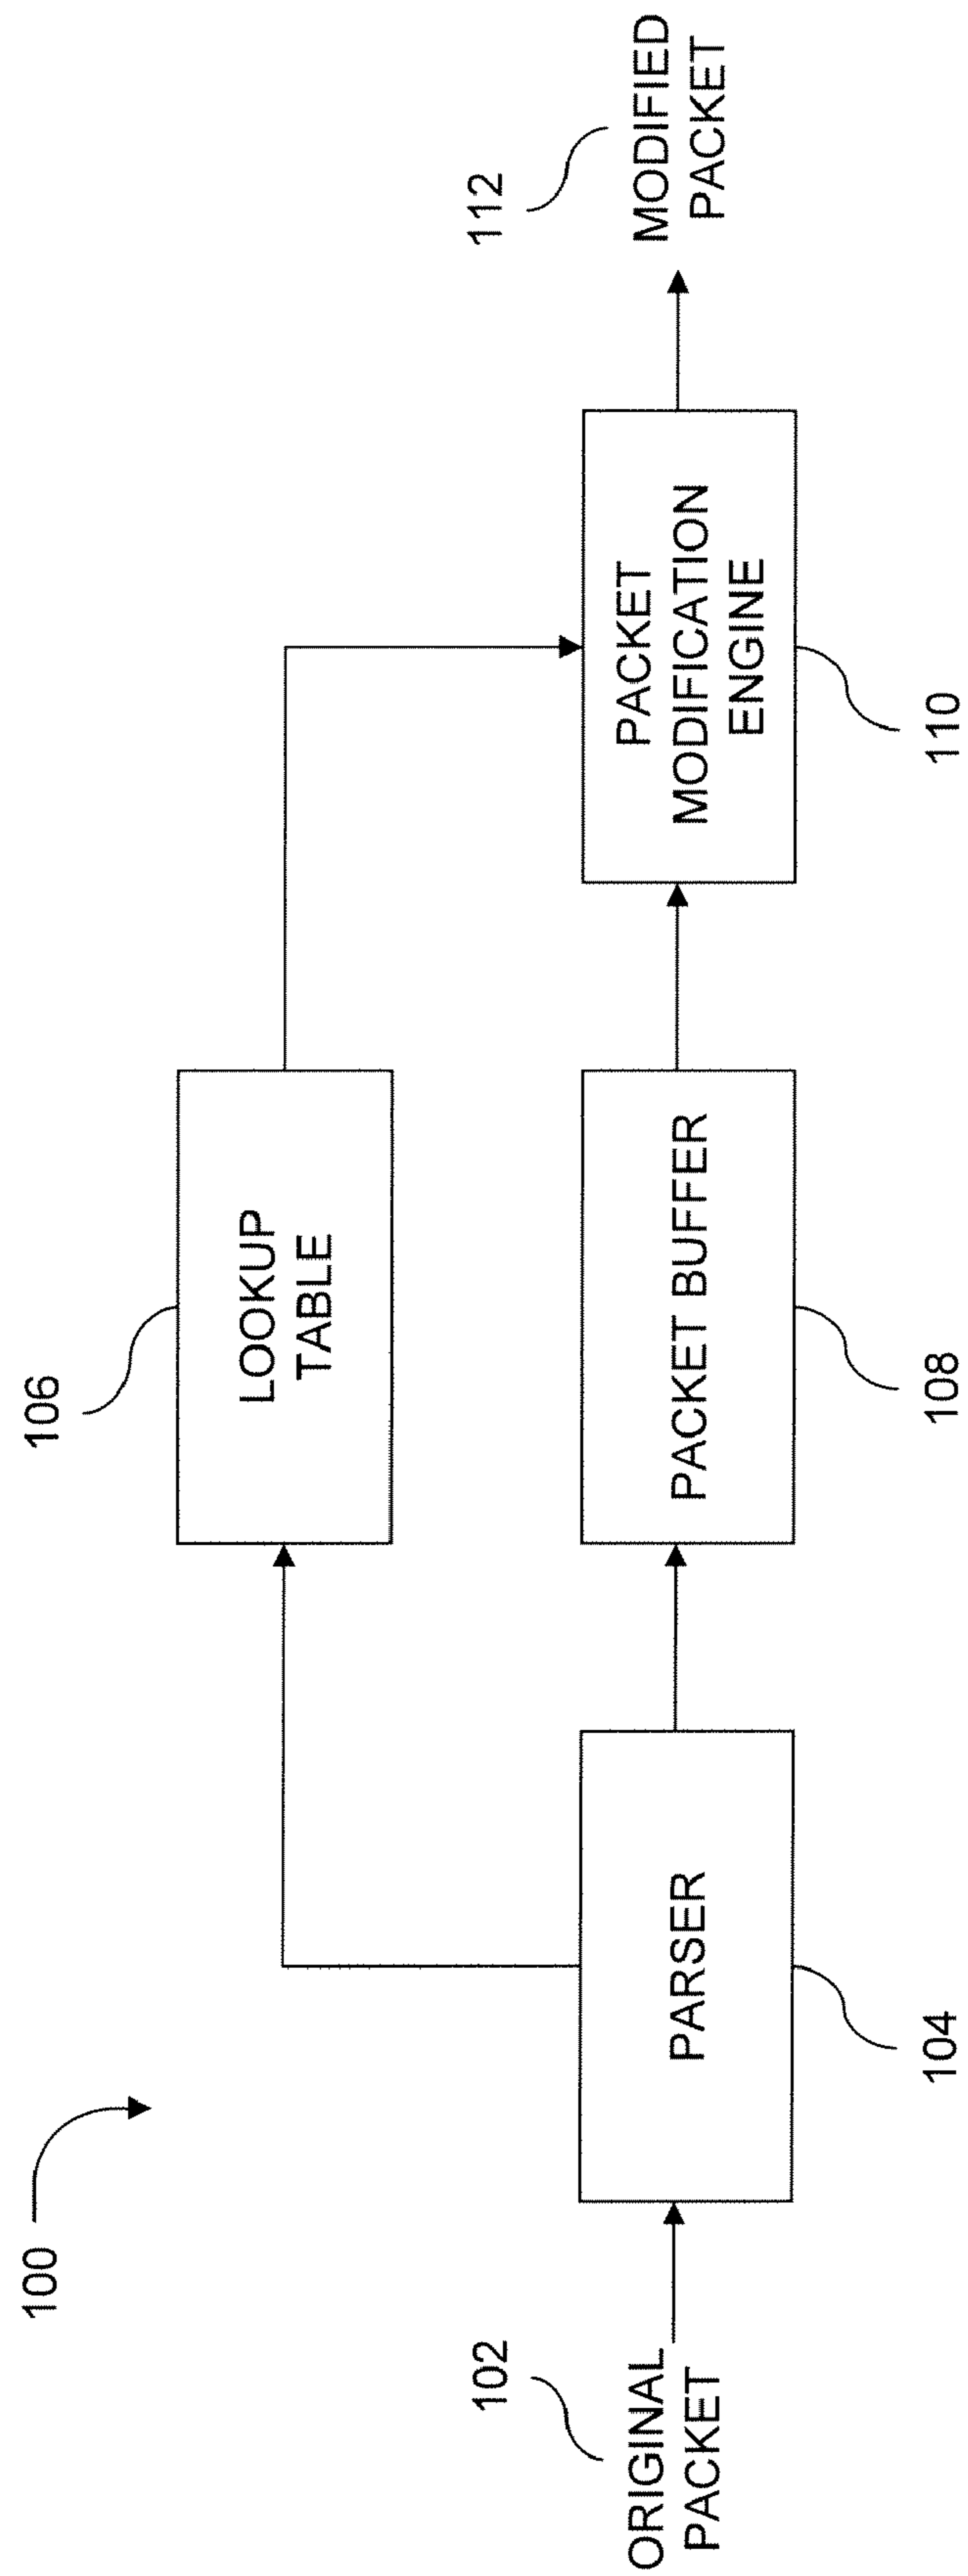 100
106
LOOKUP
TABLE
102
ORIGINAL
PACKET
PARSER
104
PACKET BUFFER
108
PACKET
MODIFICATION
ENGINE
110
112
MODIFIED
PACKET